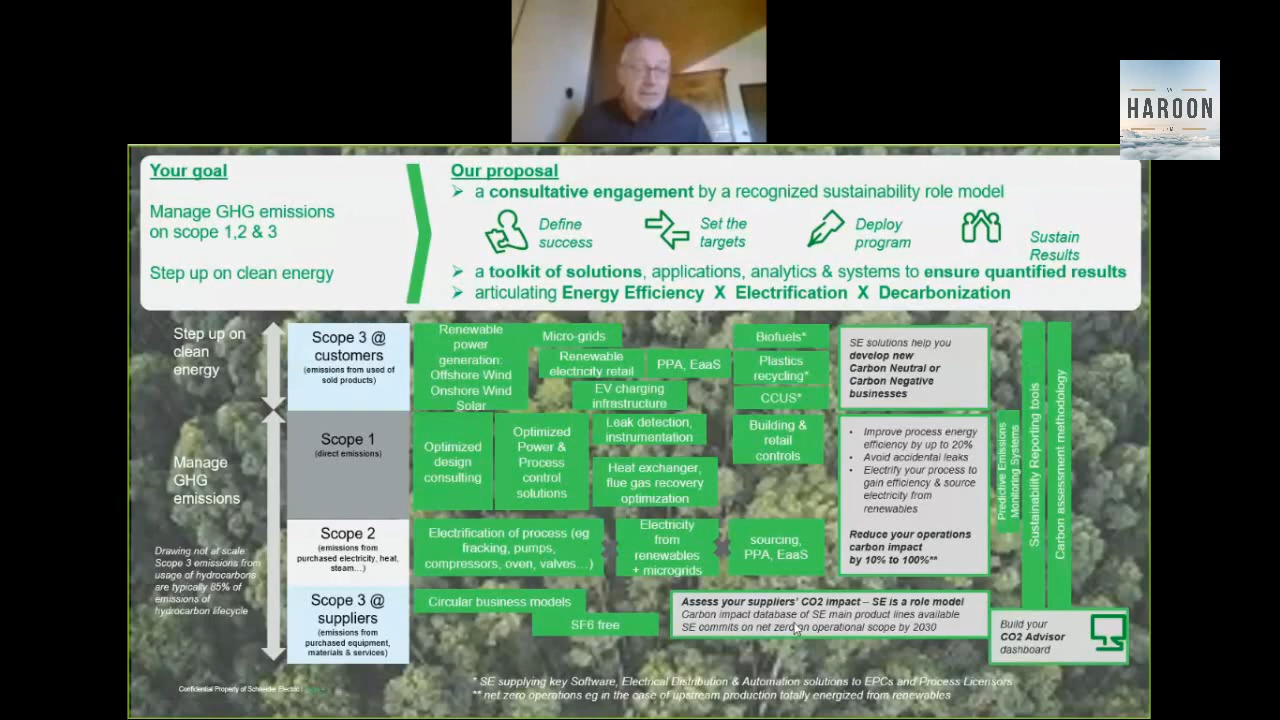 HAROON
Your goal
Manage GHG emissions
on scope 1,2 & 3
Step up on clean energy
Our proposal
➢ a consultative engagement by a recognized sustainability role model
Define
success
Set the
targets
Deploy
program
Sustain
Results
➢ a toolkit of solutions, applications, analytics & systems to ensure quantified results
➢ articulating Energy Efficiency X Electrification X Decarbonization
Step up on
clean
energy
Scope 3 @
customers
(emissions from used of
sold products)
Renewable
power
generation:
Offshore Wind
Onshore Wind
Solar
Micro-grids
Renewable
electricity retail
PPA, EaaS
EV charging
infrastructure
Biofuels*
Plastics
recycling*
CCUS*
SE solutions help you
develop new
Carbon Neutral or
Carbon Negative
businesses
Manage
GHG
emissions
Scope 1
(direct emissions)
Optimized
design
consulting
Optimized
Power &
Process
control
solutions
Leak detection,
instrumentation
Heat exchanger,
flue gas recovery
optimization
Building &
retail
controls
• Improve process energy
efficiency by up to 20%
• Avoid accidental leaks
• Electrify your process to
gain efficiency & source
electricity from
renewables
Reduce your operations
carbon impact
by 10% to 100%**
Predictive Emissions
Monitoring Systems
Sustainability Reporting tools
Carbon assessment methodology
Scope 2
(emissions from
purchased electricity, heat,
steam...)
Electrification of process (eg
fracking, pumps,
compressors, oven, valves...)
Electricity
from
renewables
+ microgrids
sourcing,
PPA, EaaS
Drawing not at scale
Scope 3 emissions from
usage of hydrocarbons
are typically 85% of
emissions of
hydrocarbon lifecycle
Scope 3 @
suppliers
(emissions from
purchased equipment,
materials & services)
Circular business models
SF6 free
Assess your suppliers' CO2 impact – SE is a role model
Carbon impact database of SE main product lines available
SE commits on net zero on operational scope by 2030
Build your
CO2 Advisor
dashboard
Confidential Property of Schneider Electric |
* SE supplying key Software, Electrical Distribution & Automation solutions to EPCs and Process Licensors
** net zero operations eg in the case of upstream production totally energized from renewables